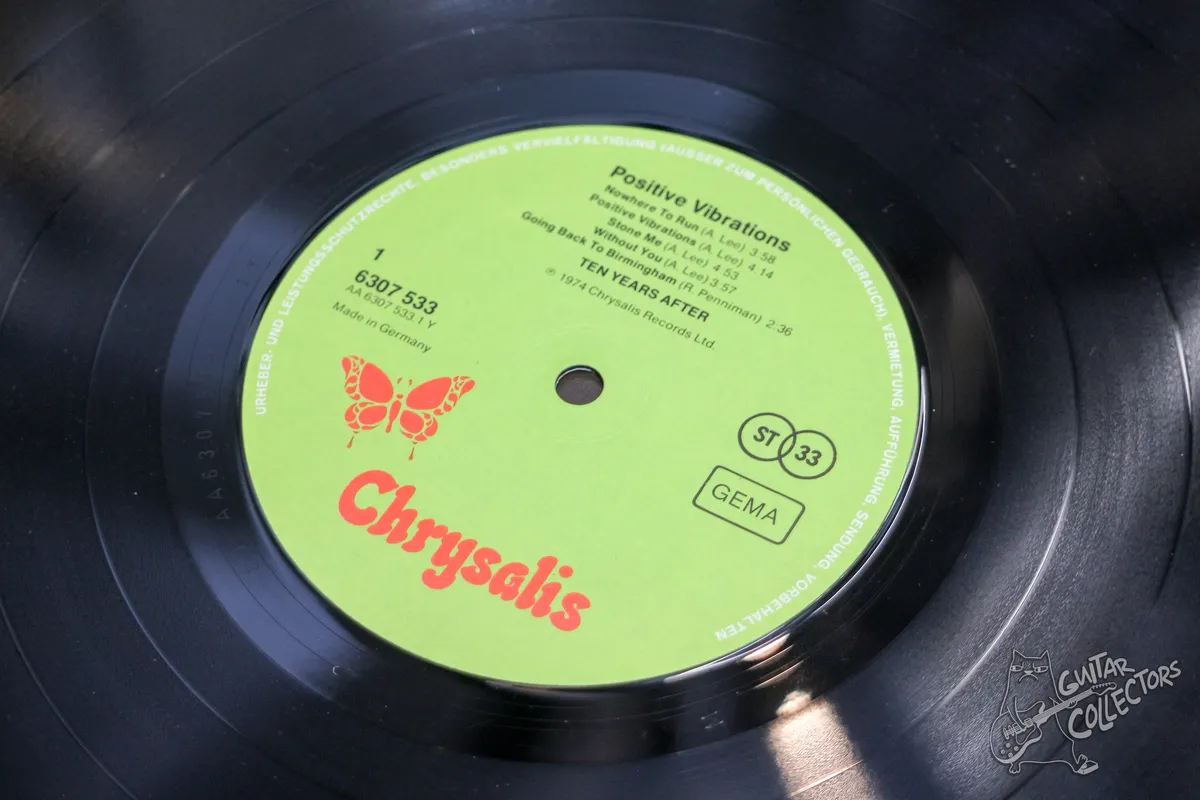 URHEBER- UND LEISTUNGSSCHUTZRECHTE, BESONDERS VERVIELFÄLTIGUNG (AUSSER ZUM PERSÖNLICHEN GEBRAUCH), VERMIETUNG, AUFFÜHRUNG, SENDUNG, VORBEHALTEN
Positive Vibrations
Nowhere To Run (A. Lee) 3 58
Positive Vibrations (A. Lee) 4 14
Stone Me (A. Lee) 4 53
Without You (A. Lee) 3:57
Going Back To Birmingham (R. Penniman) 2.36
TEN YEARS AFTER
℗ 1974 Chrysalis Records Ltd.
1
6307 533
AA 6307 533 1 Y
Made in Germany
Chrysalis
ST 33
GEMA
AA6307
GUITAR
COLLECTORS